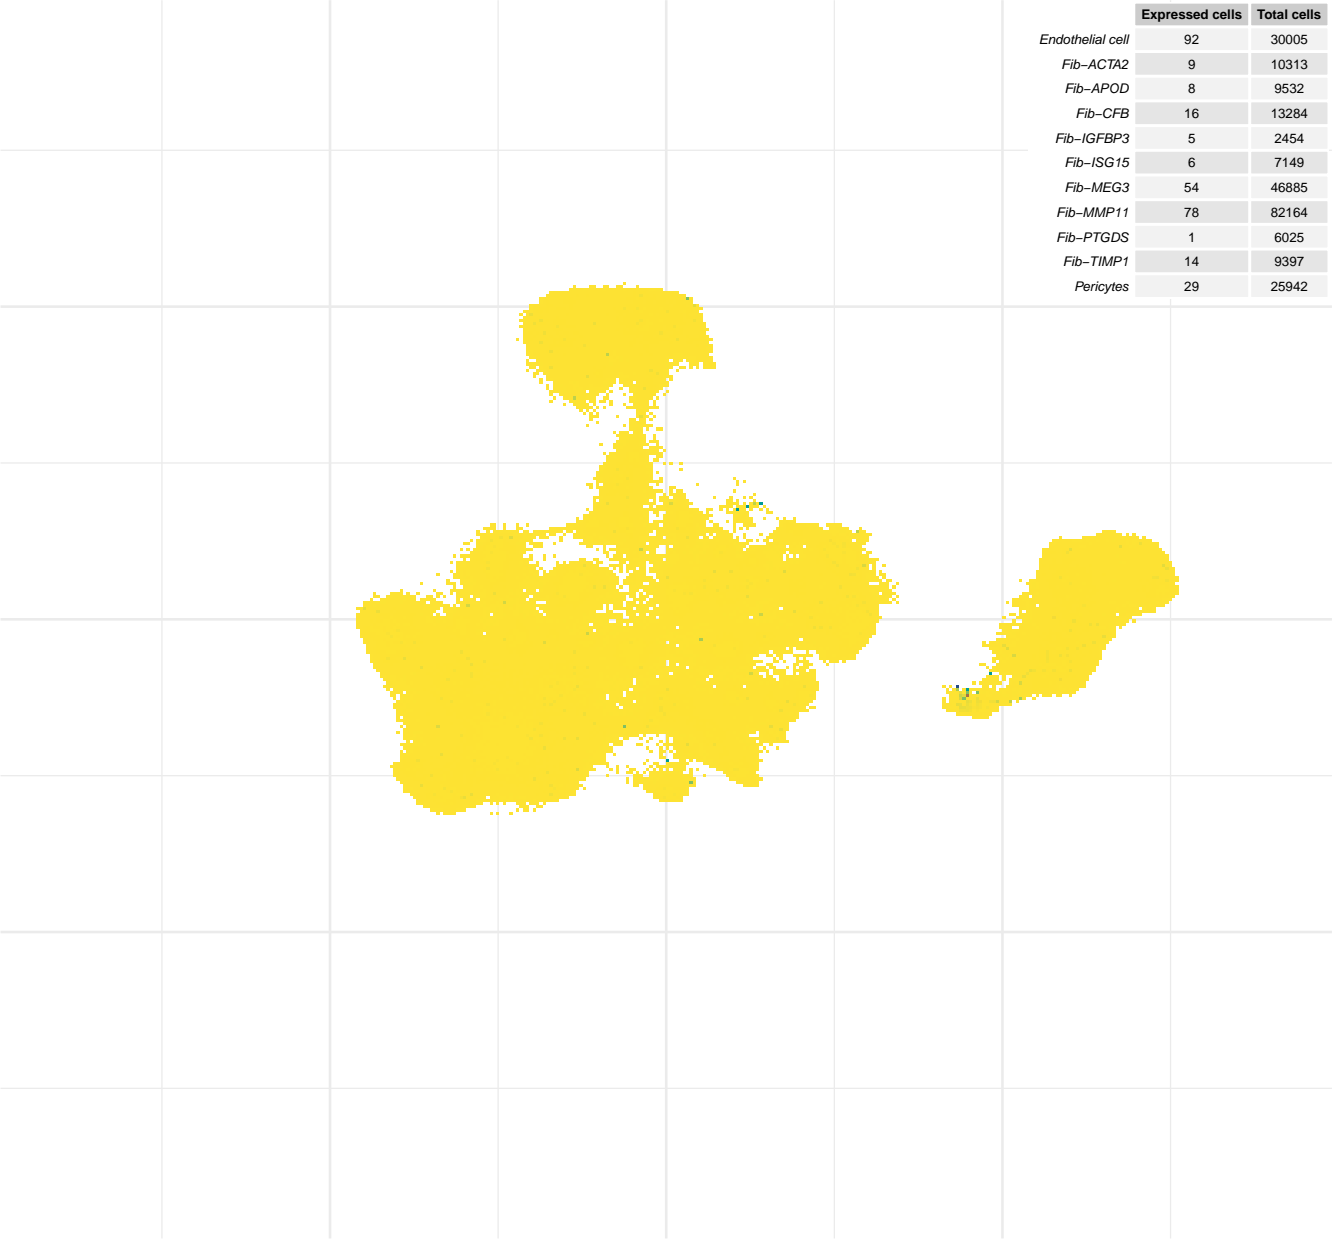 Expressed cells Total cells
Endothelial cell 92 30005
Fib−ACTA2 9 10313
Fib−APOD 8 9532
Fib−CFB 16 13284
Fib−IGFBP3 5 2454
Fib−ISG15 6 7149
Fib−MEG3 54 46885
Fib−MMP11 78 82164
Fib−PTGDS 1 6025
Fib−TIMP1 14 9397
Pericytes 29 25942